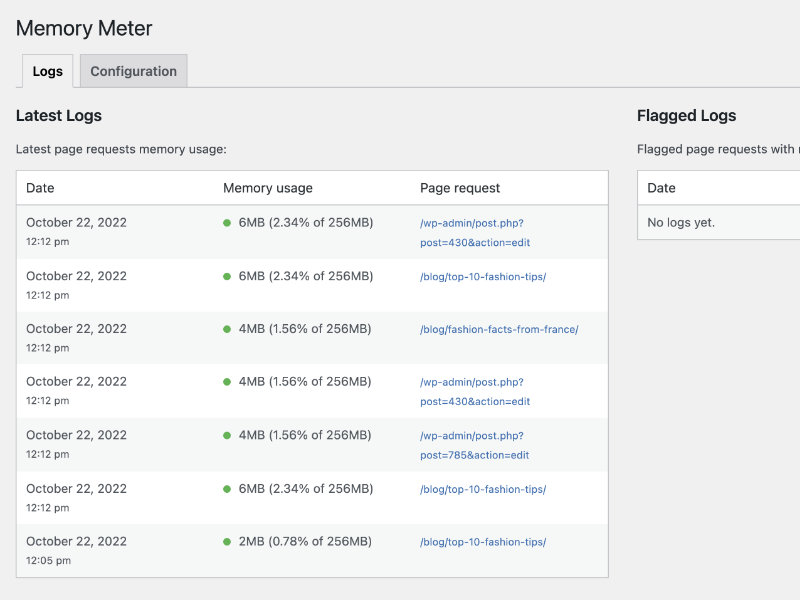 Memory Meter
Logs
Configuration
Latest Logs
Latest page requests memory usage:
Date Memory usage Page request
October 22, 2022 6MB (2.34% of 256MB) /wp-admin/post.php?
12:12 pm post=430&action=edit
October 22, 2022 6MB (2.34% of 256MB) /blog/top-10-fashion-tips/
12:12 pm
October 22, 2022 4MB (1.56% of 256MB) /blog/fashion-facts-from-france/
12:12 pm
October 22, 2022 4MB (1.56% of 256MB) /wp-admin/post.php?
12:12 pm post=430&action=edit
October 22, 2022 4MB (1.56% of 256MB) /wp-admin/post.php?
12:12 pm post=785&action=edit
October 22, 2022 6MB (2.34% of 256MB) /blog/top-10-fashion-tips/
12:12 pm
October 22, 2022 2MB (0.78% of 256MB) /blog/top-10-fashion-tips/
12:05 pm
Flagged Logs
Flagged page requests with
Date
No logs yet.